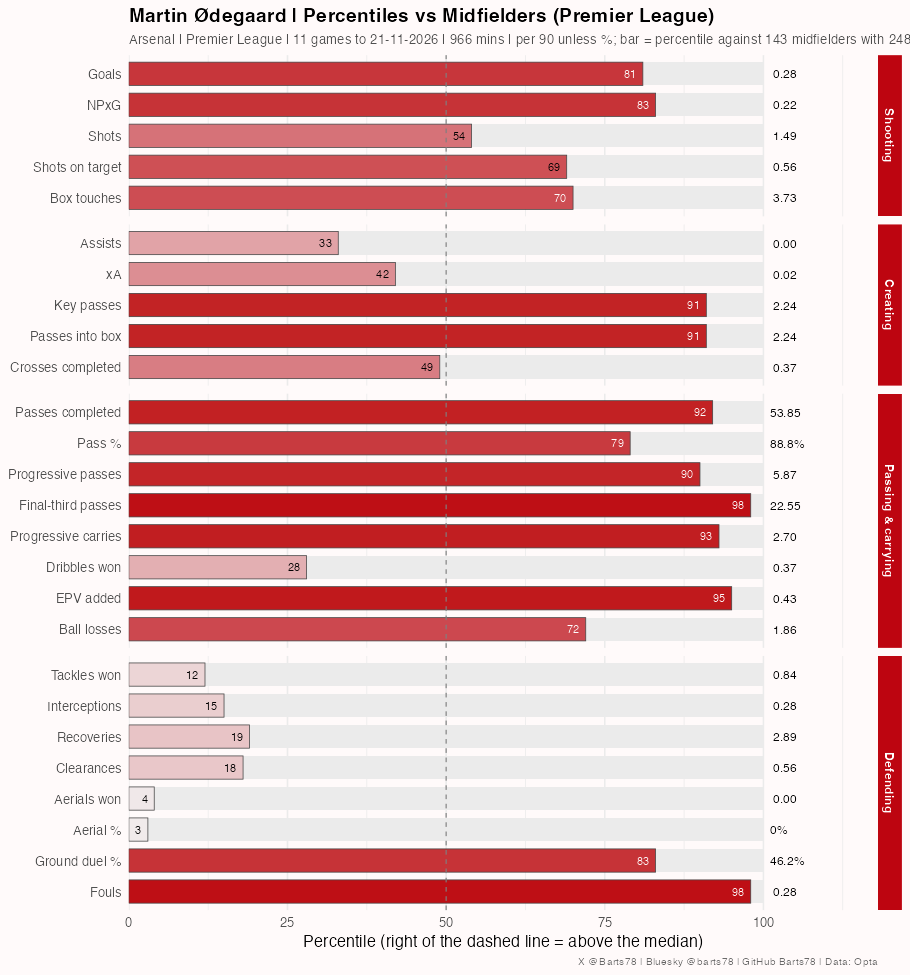 Martin Ødegaard | Percentiles vs Midfielders (Premier League)
Arsenal | Premier League | 11 games to 21-11-2026 | 966 mins | per 90 unless %; bar = percentile against 143 midfielders with 248
Shooting
Goals 81 0.28
NPxG 83 0.22
Shots 54 1.49
Shots on target 69 0.56
Box touches 70 3.73
Creating
Assists 33 0.00
xA 42 0.02
Key passes 91 2.24
Passes into box 91 2.24
Crosses completed 49 0.37
Passing & carrying
Passes completed 92 53.85
Pass % 79 88.8%
Progressive passes 90 5.87
Final-third passes 98 22.55
Progressive carries 93 2.70
Dribbles won 28 0.37
EPV added 95 0.43
Ball losses 72 1.86
Defending
Tackles won 12 0.84
Interceptions 15 0.28
Recoveries 19 2.89
Clearances 18 0.56
Aerials won 4 0.00
Aerial % 3 0%
Ground duel % 83 46.2%
Fouls 98 0.28
0 25 50 75 100
Percentile (right of the dashed line = above the median)
X @Barts78 | Bluesky @barts78 | GitHub Barts78 | Data: Opta